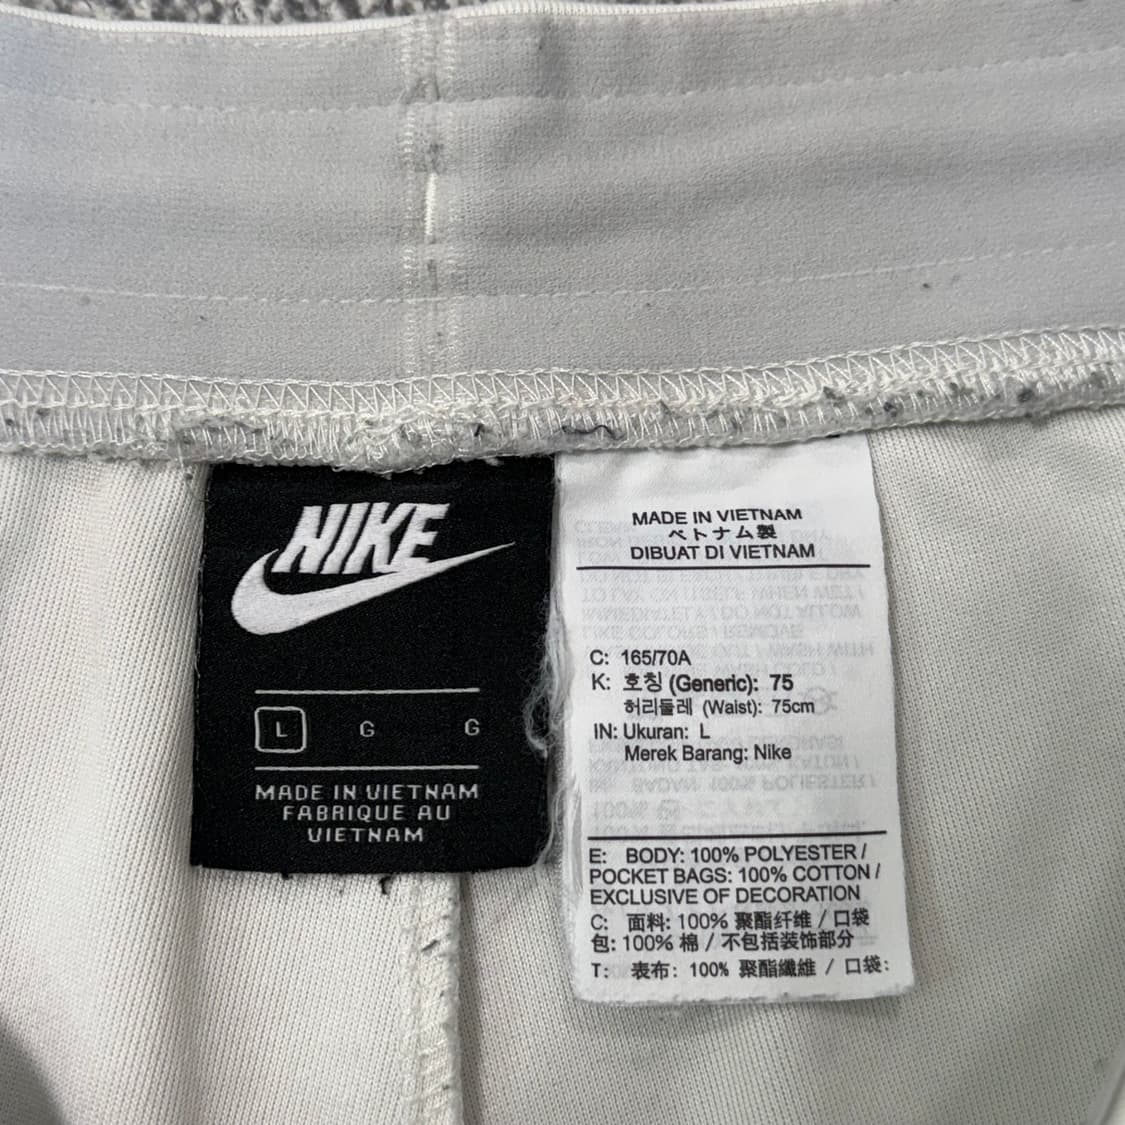 NIKE
L G G
MADE IN VIETNAM
FABRIQUE AU
VIETNAM
MADE IN VIETNAM
ベトナム製
DIBUAT DI VIETNAM
C: 165/70A
K: 호칭 (Generic): 75
허리둘레 (Waist): 75cm
IN: Ukuran: L
Merek Barang: Nike
E: BODY: 100% POLYESTER /
POCKET BAGS: 100% COTTON /
EXCLUSIVE OF DECORATION
C: 面料: 100% 聚酯纤维 / 口袋
包: 100% 棉 / 不包括装饰部分
T: 表布: 100% 聚酯纖維 / 口袋: